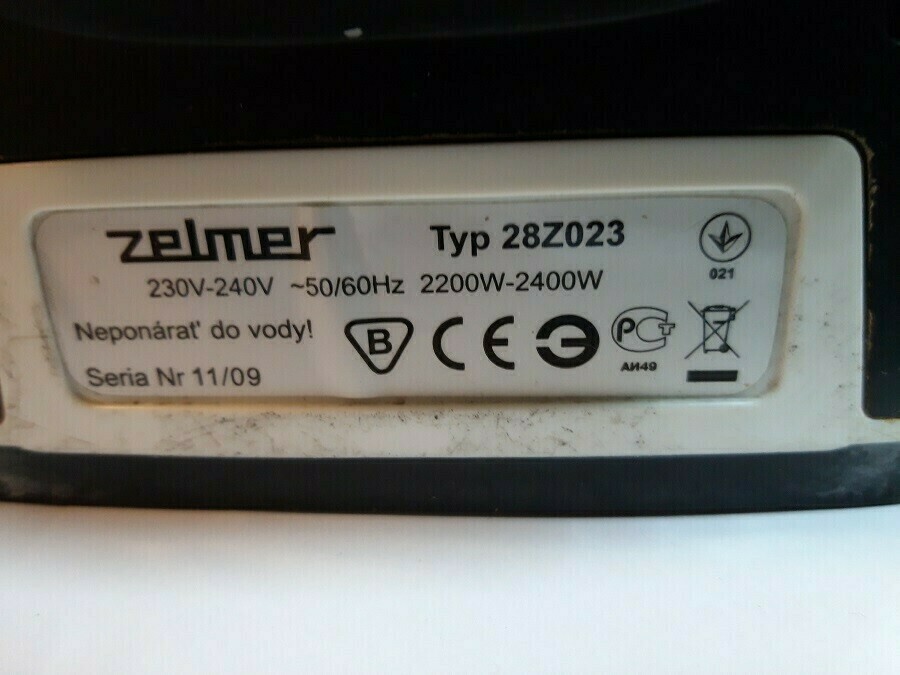 zelmer Typ 28Z023
230V-240V ~50/60Hz 2200W-2400W
021
Neponárať do vody!
B CE PCT
АИ49
Seria Nr 11/09